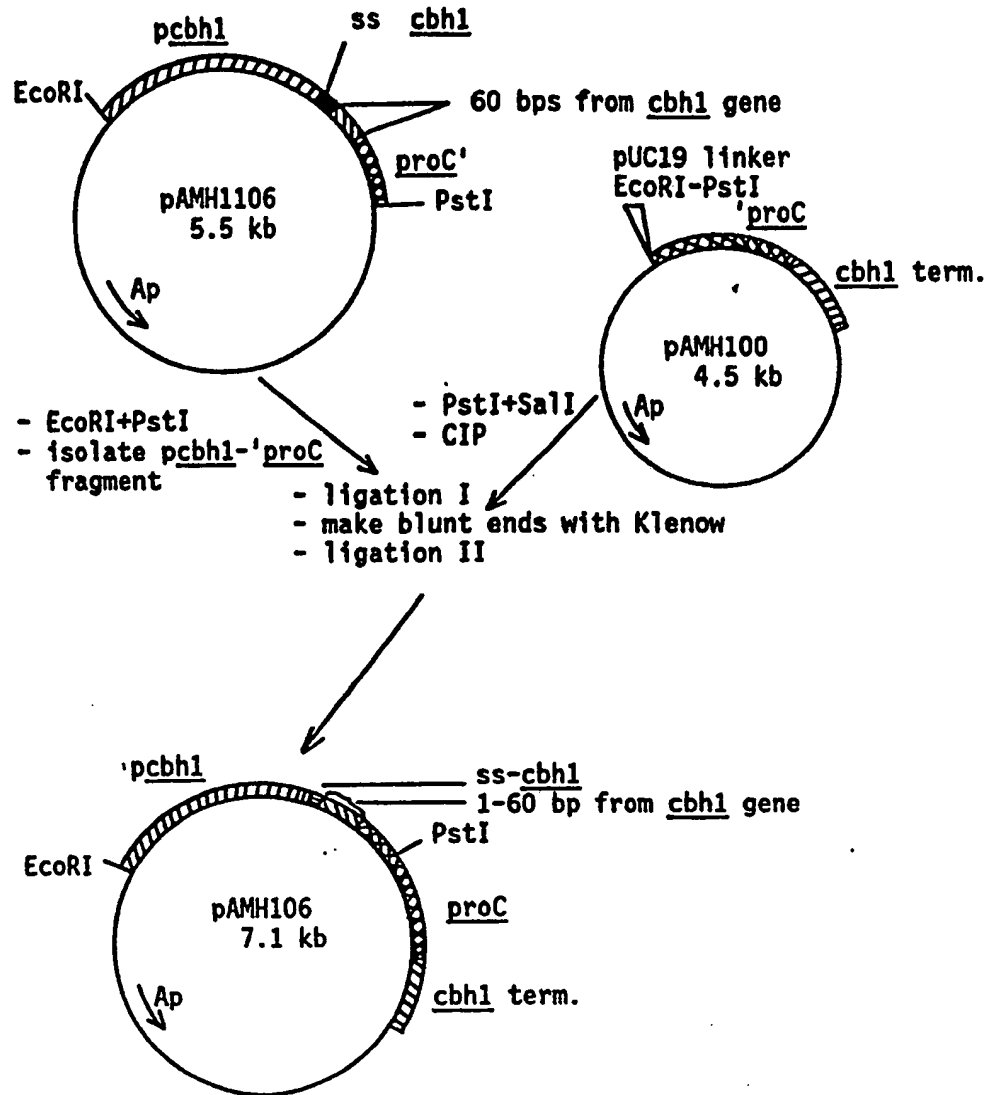 ss cbh1
pcbh1
EcoRI
60 bps from cbh1 gene
proC'
PstI
pAMH1106
5.5 kb
Ap
pUC19 linker
EcoRI-PstI
'proC
cbh1 term.
pAMH100
4.5 kb
Ap
- EcoRI+PstI
- isolate pcbh1-'proC
fragment
- PstI+SalI
- CIP
- ligation I
- make blunt ends with Klenow
- ligation II
pcbh1
ss-cbh1
1-60 bp from cbh1 gene
PstI
EcoRI
pAMH106
7.1 kb
proC
cbh1 term.
Ap